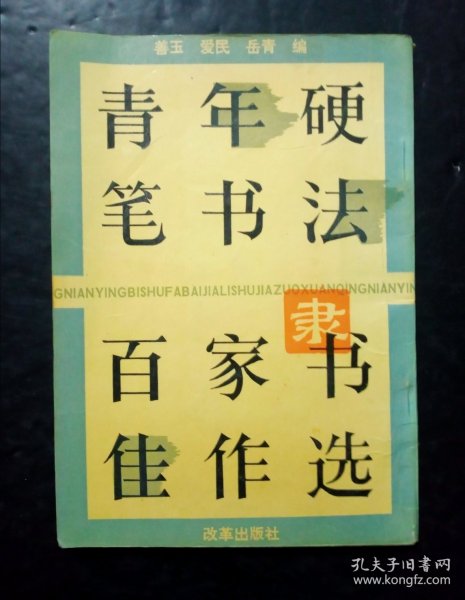 善玉 爱民 岳青 编
青年硬
笔书法
GNIANYINGBISHUFABAIJIALISHUJIAZUOXUANQINGNIANYIN
隶
百家书
佳作选
改革出版社
孔夫子旧书网
www.kongfz.com